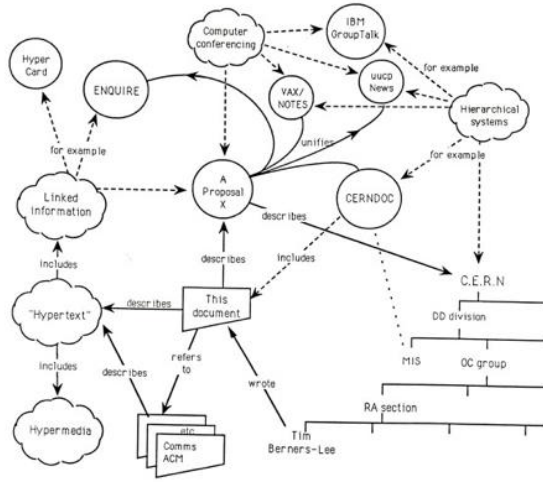 IBM
GroupTalk
Computer
conferencing
Hyper
Card
ENQUIRE
VAX/
NOTES
uucp
News
for example
Hierarchical
systems
for example
unifies
for example
A
Proposal
X
CERNDOC
Linked
information
describes
includes
describes
includes
C.E.R.N
This
document
describes
"Hypertext"
DD division
refers
to
MIS
OC group
includes
describes
wrote
RA section
Hypermedia
etc
Comms
ACM
Tim
Berners-Lee